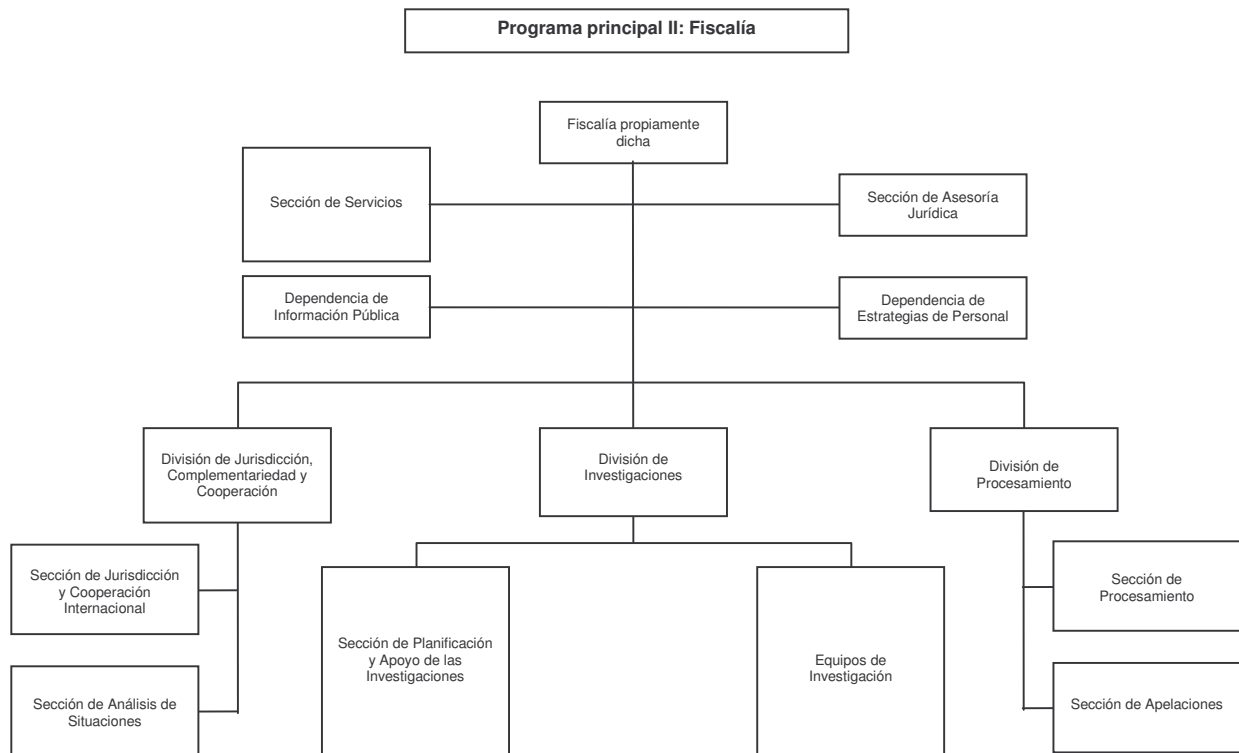 Programa principal II: Fiscalía
Fiscalía propiamente
dicha
Sección de Servicios
Sección de Asesoría
Jurídica
Dependencia de
Información Pública
Dependencia de
Estrategias de Personal
División de Jurisdicción,
Complementariedad y
Cooperación
División de
Investigaciones
División de
Procesamiento
Sección de Jurisdicción
y Cooperación
Internacional
Sección de Planificación
y Apoyo de las
Investigaciones
Equipos de
Investigación
Sección de
Procesamiento
Sección de Análisis de
Situaciones
Sección de Apelaciones